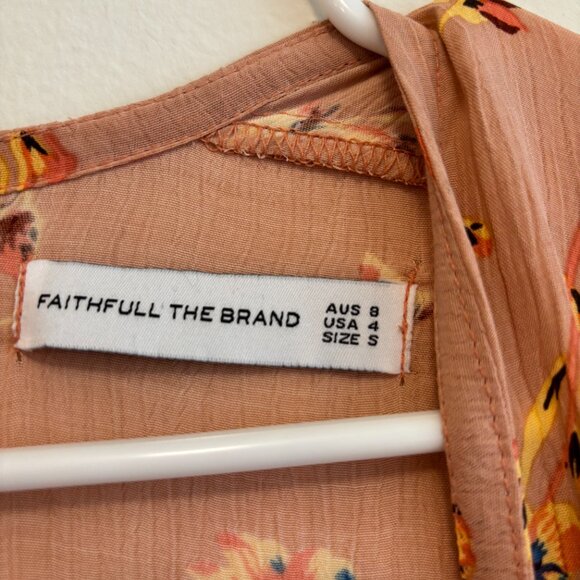 FAITHFULL THE BRAND
AUS 8
USA 4
SIZE S